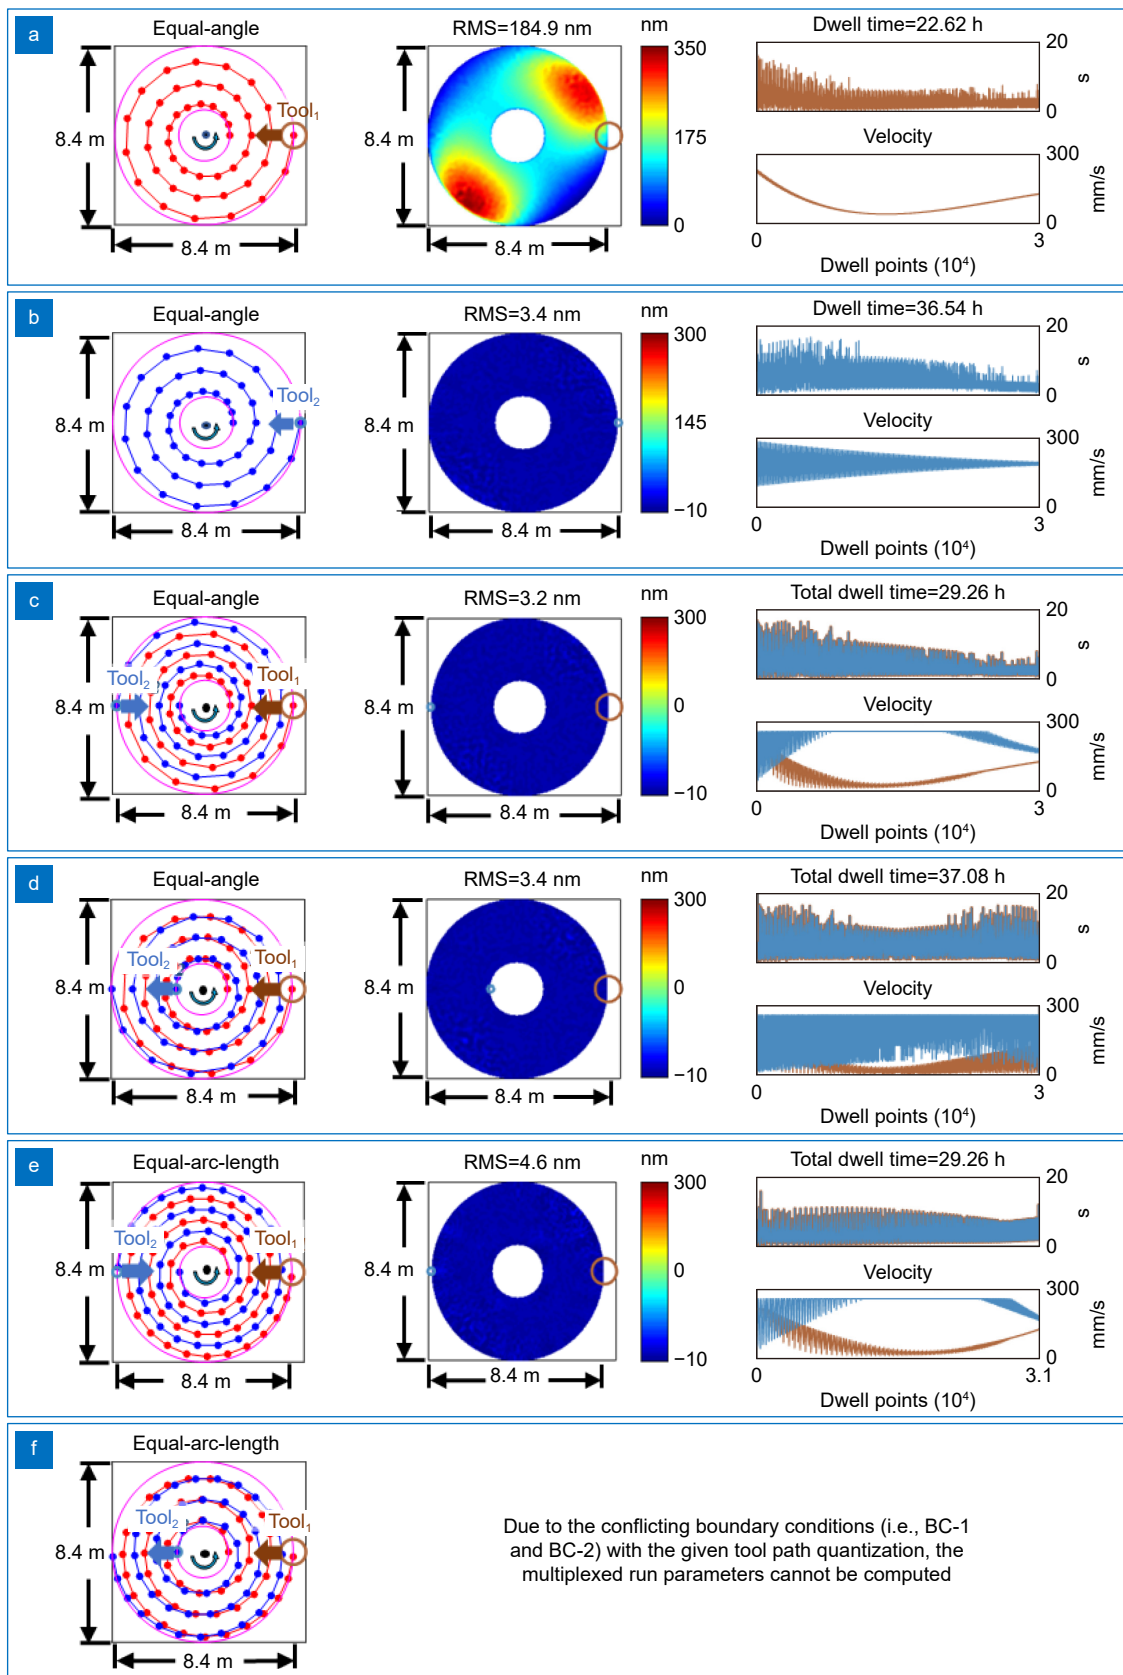 a
Equal-angle
RMS=184.9 nm
nm
Dwell time=22.62 h
8.4 m
Tool1
8.4 m
350
175
0
20
s
0
Velocity
300
mm/s
0
0
3
8.4 m
8.4 m
Dwell points (10⁴)
b
Equal-angle
RMS=3.4 nm
nm
Dwell time=36.54 h
8.4 m
Tool2
8.4 m
300
145
−10
20
s
0
Velocity
300
mm/s
0
0
3
8.4 m
8.4 m
Dwell points (10⁴)
c
Equal-angle
RMS=3.2 nm
nm
Total dwell time=29.26 h
8.4 m
Tool2
Tool1
8.4 m
300
0
−10
20
s
0
Velocity
300
mm/s
0
0
3
8.4 m
8.4 m
Dwell points (10⁴)
d
Equal-angle
RMS=3.4 nm
nm
Total dwell time=37.08 h
8.4 m
Tool2
Tool1
8.4 m
300
0
−10
20
s
0
Velocity
300
mm/s
0
0
3
8.4 m
8.4 m
Dwell points (10⁴)
e
Equal-arc-length
RMS=4.6 nm
nm
Total dwell time=29.26 h
8.4 m
Tool2
Tool1
8.4 m
300
0
−10
20
s
0
Velocity
300
mm/s
0
0
3.1
8.4 m
8.4 m
Dwell points (10⁴)
f
Equal-arc-length
8.4 m
Tool2
Tool1
8.4 m
Due to the conflicting boundary conditions (i.e., BC-1
and BC-2) with the given tool path quantization, the
multiplexed run parameters cannot be computed